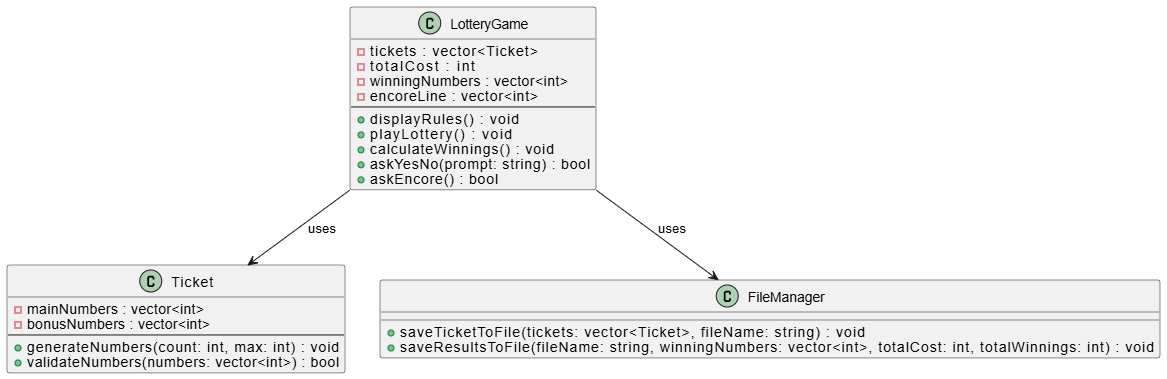 C LotteryGame
tickets : vector<Ticket>
totalCost : int
winningNumbers : vector<int>
encoreLine : vector<int>
displayRules() : void
playLottery() : void
calculateWinnings() : void
askYesNo(prompt: string) : bool
askEncore() : bool
uses
uses
C Ticket
mainNumbers : vector<int>
bonusNumbers : vector<int>
generateNumbers(count: int, max: int) : void
validateNumbers(numbers: vector<int>) : bool
C FileManager
saveTicketToFile(tickets: vector<Ticket>, fileName: string) : void
saveResultsToFile(fileName: string, winningNumbers: vector<int>, totalCost: int, totalWinnings: int) : void